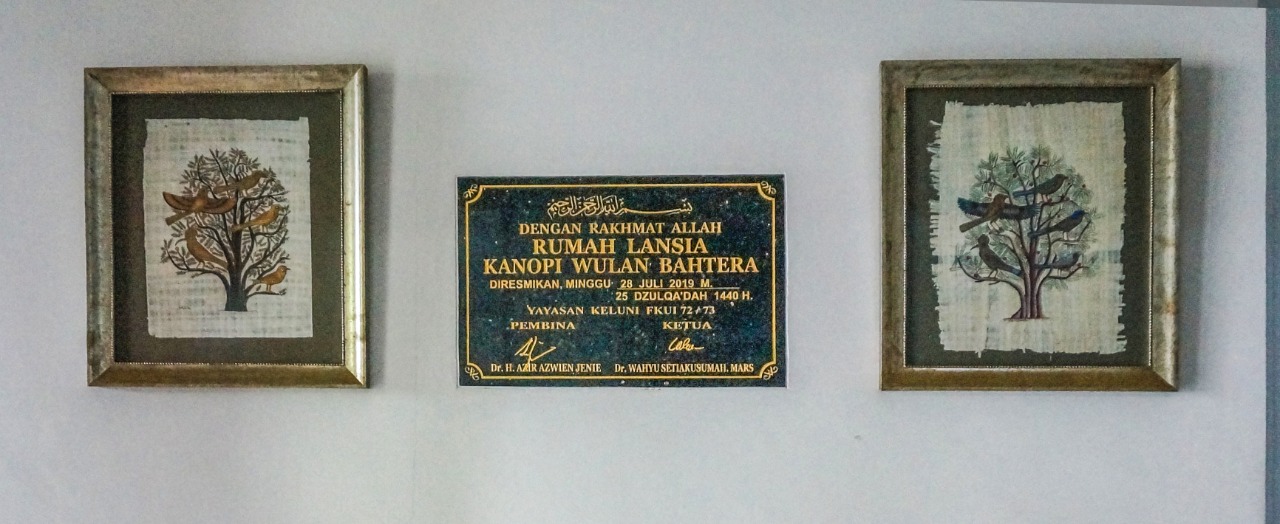 بسم الله الرحمن الرحيم
DENGAN RAKHMAT ALLAH
RUMAH LANSIA
KANOPI WULAN BAHTERA
DIRESMIKAN, MINGGU 28 JULI 2019 M.
25 DZULQA'DAH 1440 H.
YAYASAN KELUNI FKUI 72 / 73
PEMBINA KETUA
Dr. H. AZIR AZWIEN JENIE Dr. WAHYU SETIAKUSUMAH, MARS